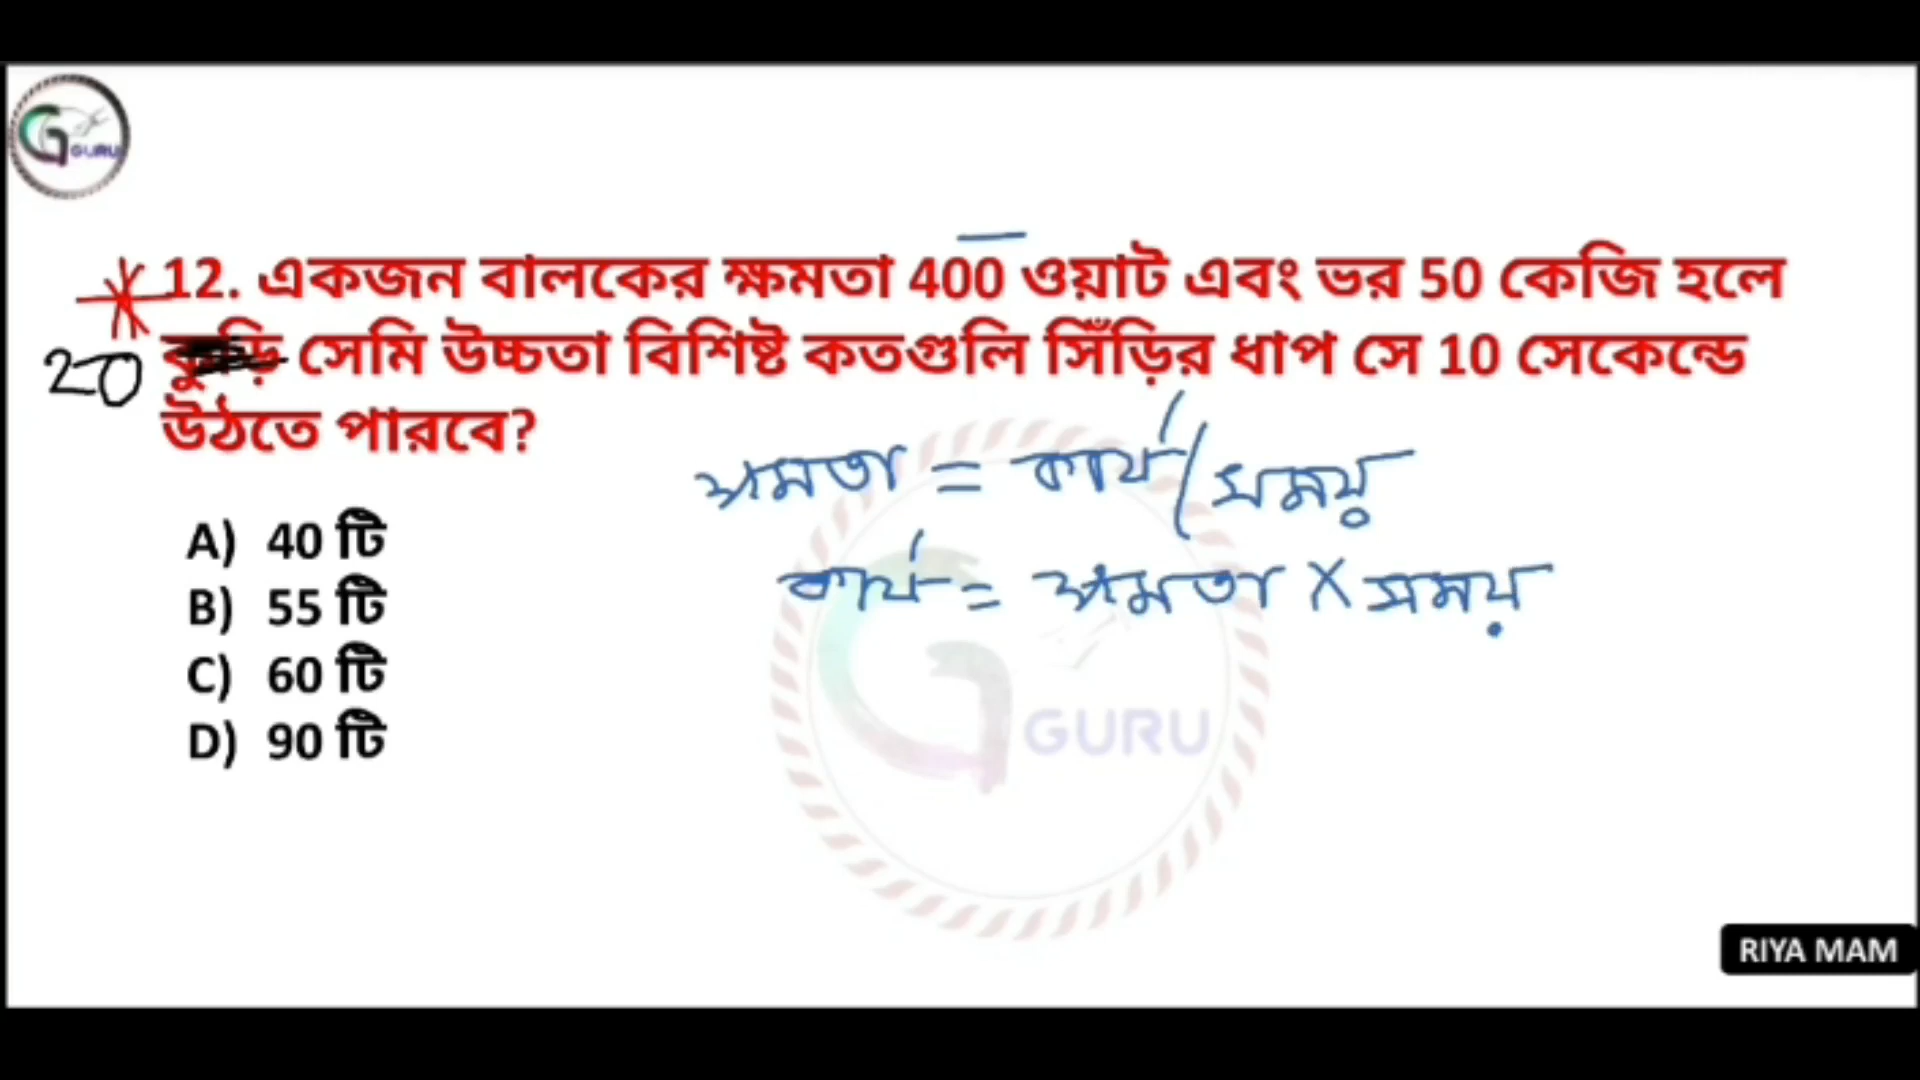 GURU
12. একজন বালকের ক্ষমতা 400 ওয়াট এবং ভর 50 কেজি হলে
20 কুড়ি সেমি উচ্চতা বিশিষ্ট কতগুলি সিঁড়ির ধাপ সে 10 সেকেন্ডে
উঠতে পারবে?
ক্ষমতা = কার্য / সময়
কার্য = ক্ষমতা × সময়
A) 40 টি
B) 55 টি
C) 60 টি
D) 90 টি
GURU
RIYA MAM